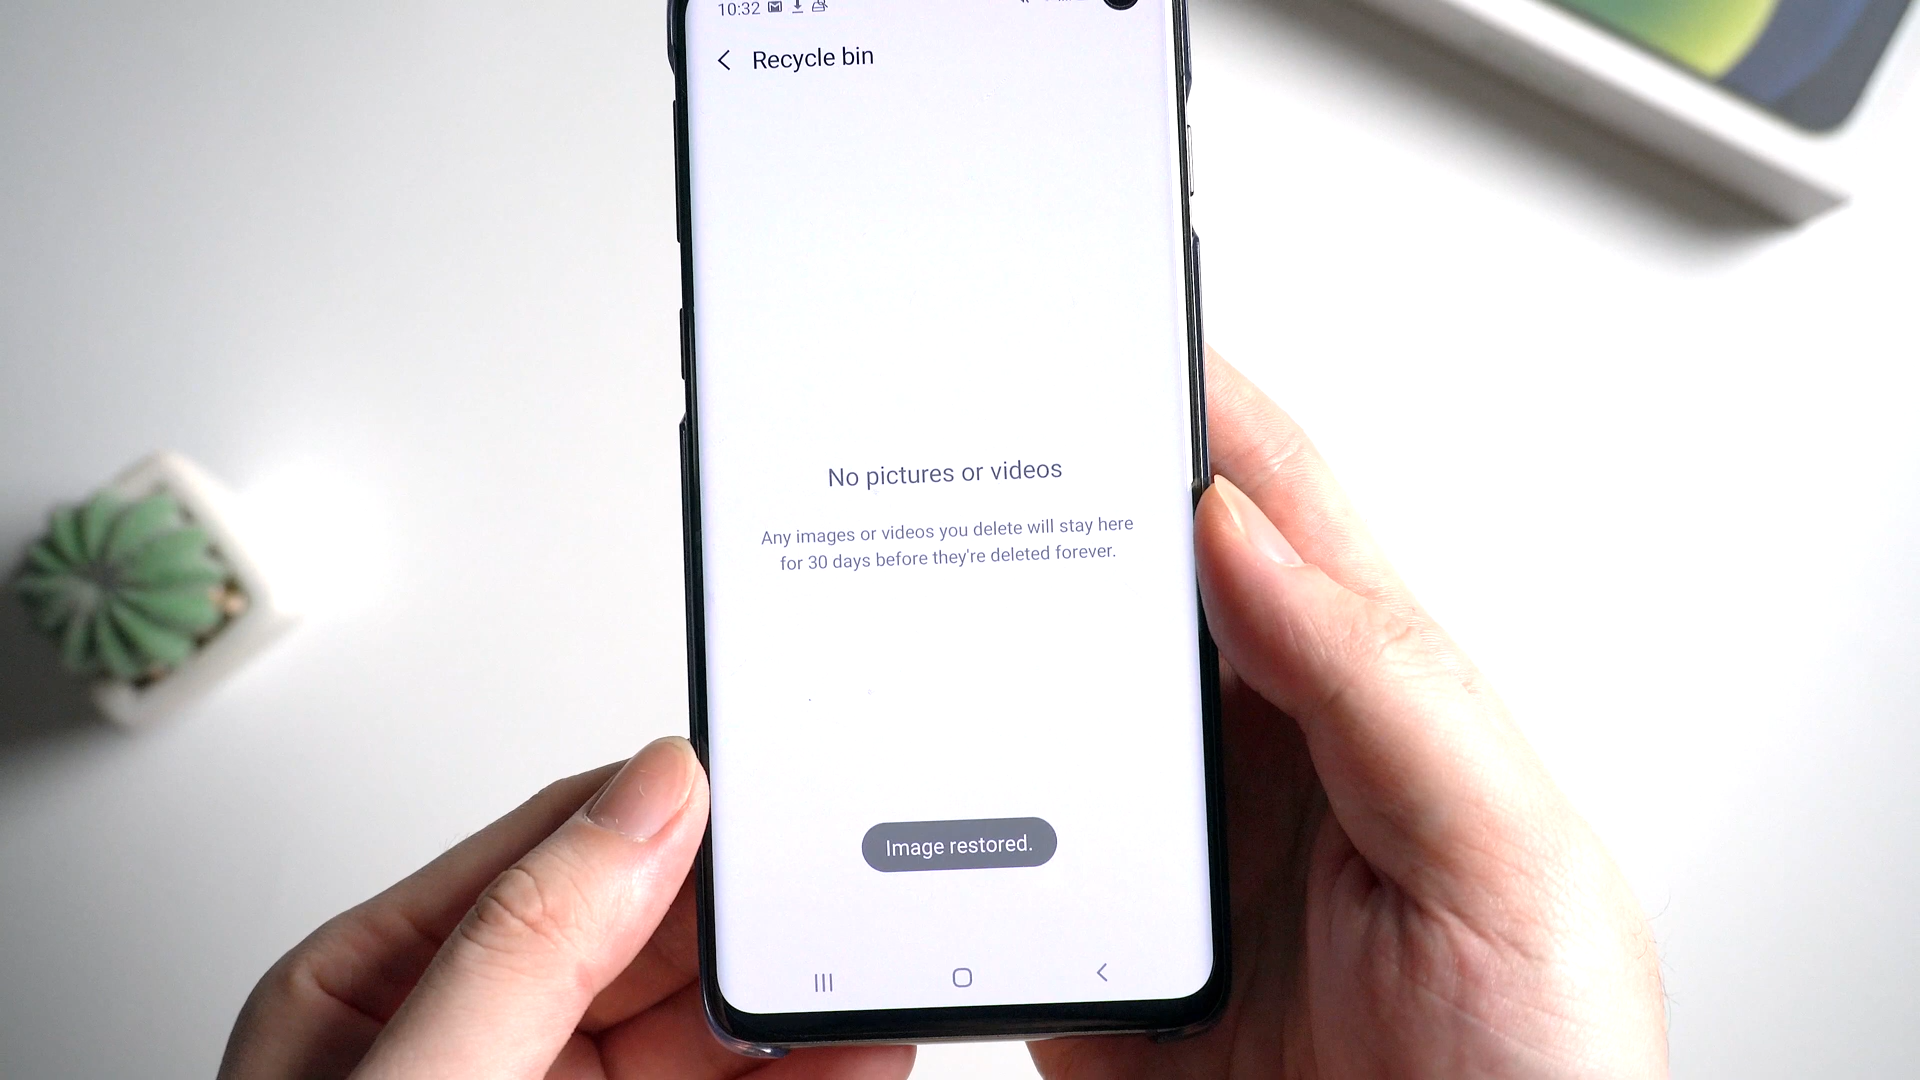 10:32
Recycle bin
No pictures or videos
Any images or videos you delete will stay here
for 30 days before they're deleted forever.
Image restored.